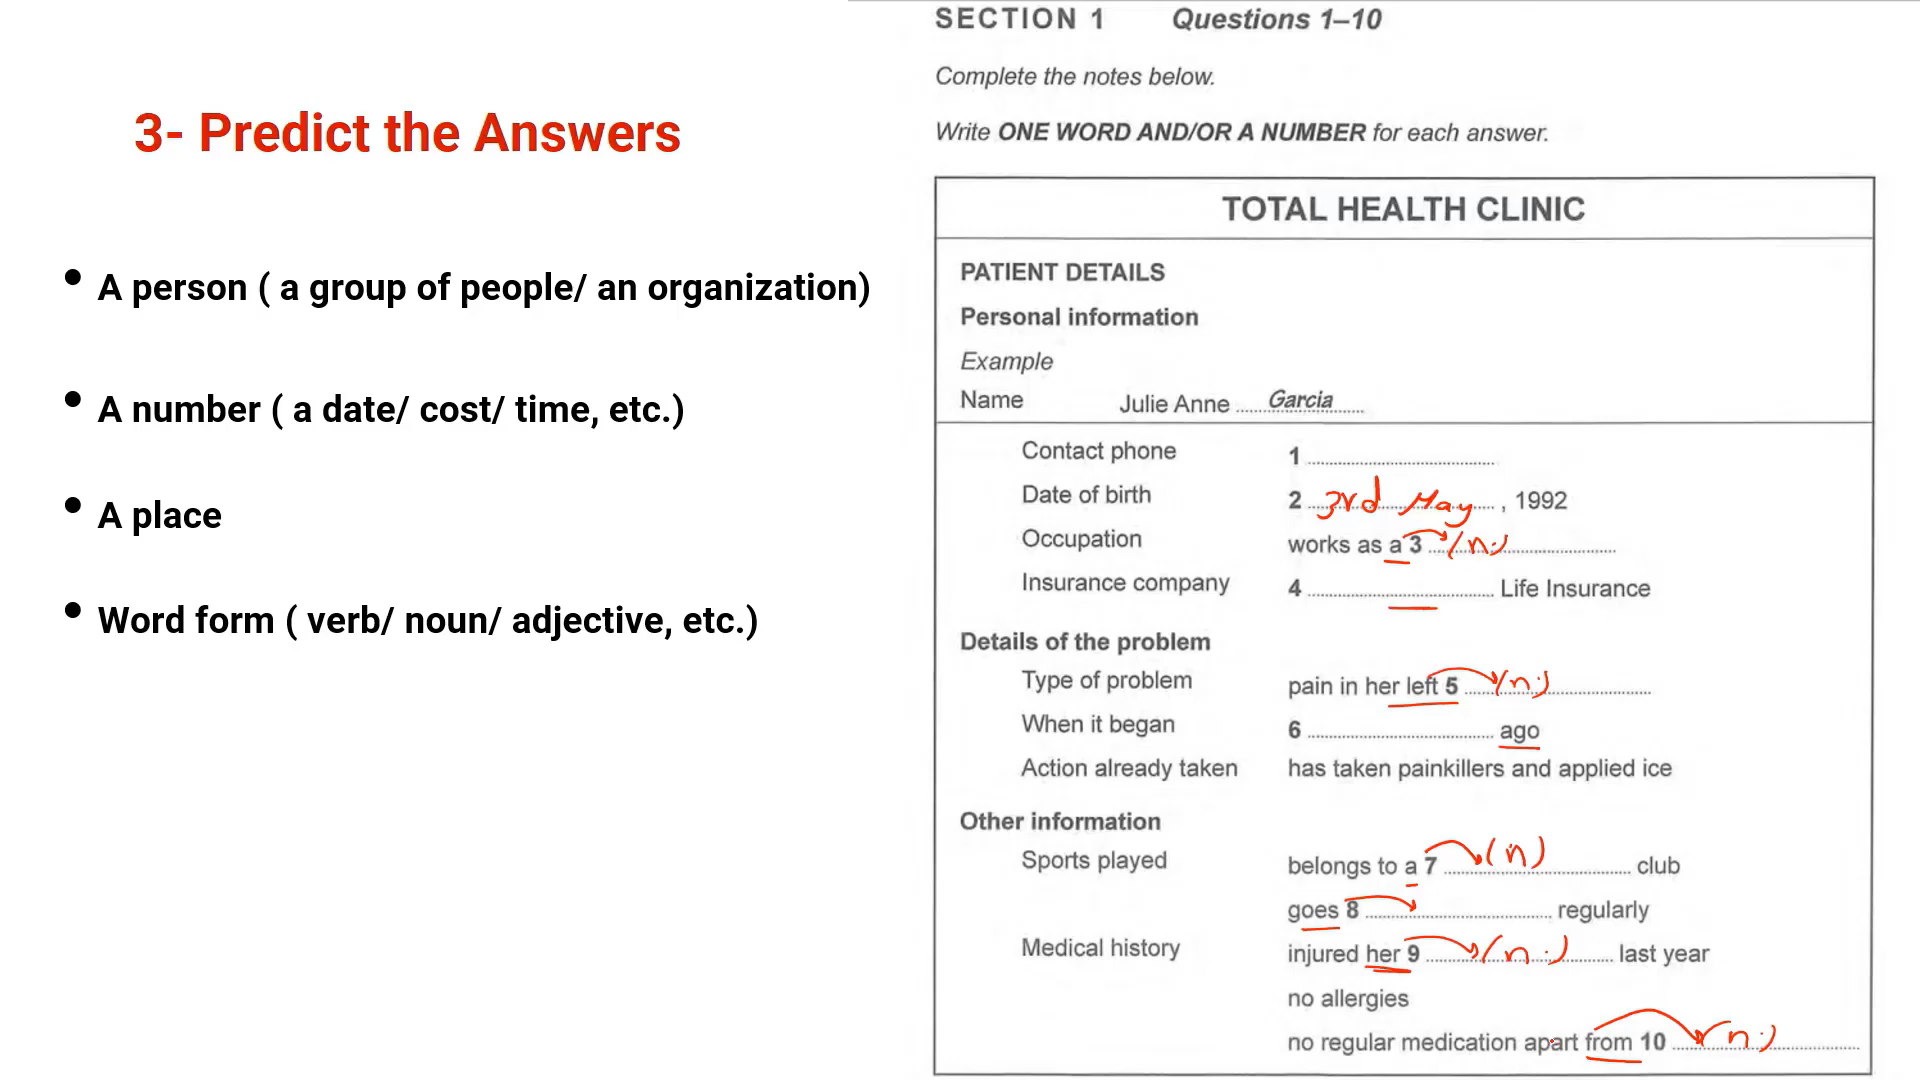 3- Predict the Answers
• A person ( a group of people/ an organization)
• A number ( a date/ cost/ time, etc.)
• A place
• Word form ( verb/ noun/ adjective, etc.)
SECTION 1 Questions 1–10
Complete the notes below.
Write ONE WORD AND/OR A NUMBER for each answer.
TOTAL HEALTH CLINIC
PATIENT DETAILS
Personal information
Example
Name Julie Anne ..... Garcia .....
Contact phone 1 ..........
Date of birth 2 3rd May , 1992
Occupation works as a 3 (n.) ..........
Insurance company 4 .......... Life Insurance
Details of the problem
Type of problem pain in her left 5 (n.) ..........
When it began 6 .......... ago
Action already taken has taken painkillers and applied ice
Other information
Sports played belongs to a 7 (n) .......... club
goes 8 .......... regularly
Medical history injured her 9 (n.) .......... last year
no allergies
no regular medication apart from 10 (n.) ..........